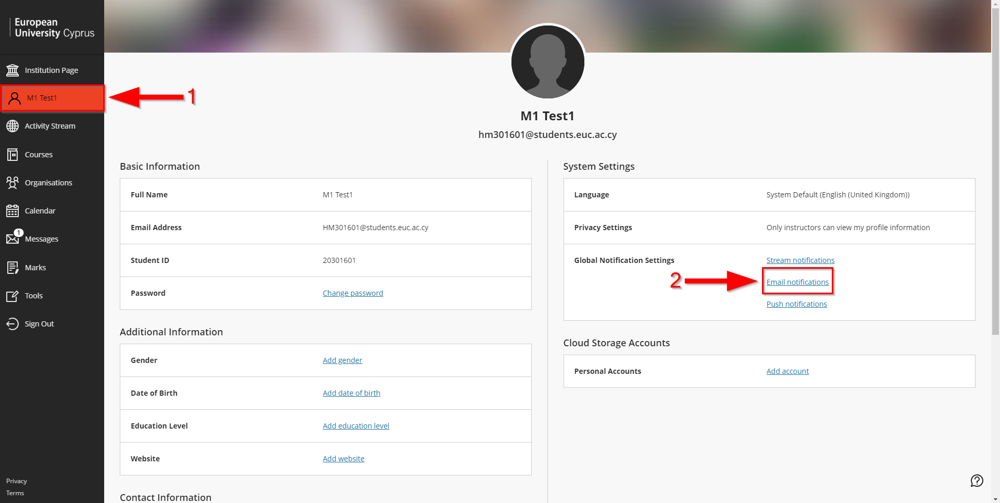 European
University Cyprus
Institution Page
M1 Test1
1
Activity Stream
Courses
Organisations
Calendar
1
Messages
Marks
Tools
Sign Out
Privacy
Terms
M1 Test1
hm301601@students.euc.ac.cy
Basic Information
Full Name M1 Test1
Email Address HM301601@students.euc.ac.cy
Student ID 20301601
Password Change password
Additional Information
Gender Add gender
Date of Birth Add date of birth
Education Level Add education level
Website Add website
Contact Information
System Settings
Language System Default (English (United Kingdom))
Privacy Settings Only instructors can view my profile information
Global Notification Settings Stream notifications
2 Email notifications
Push notifications
Cloud Storage Accounts
Personal Accounts Add account
?